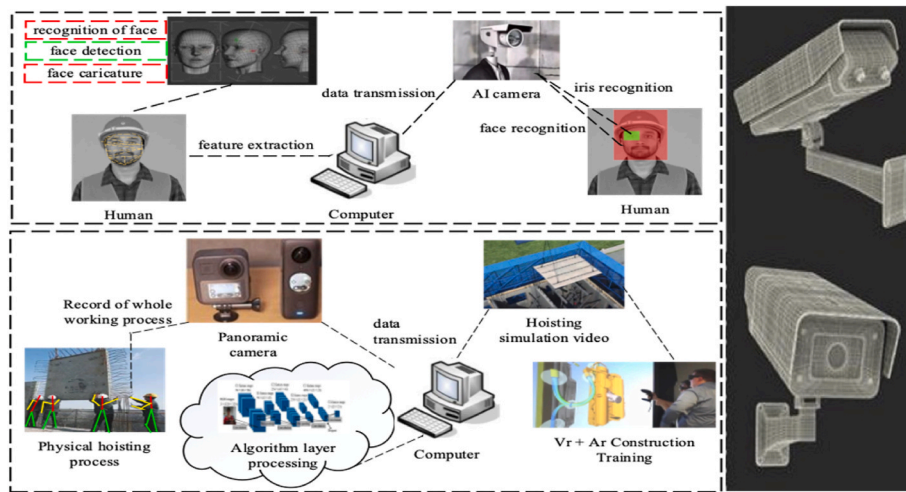 recognition of face
face detection
face caricature
data transmission
AI camera
iris recognition
face recognition
feature extraction
Human
Computer
Human
Record of whole
working process
Panoramic
camera
data
transmission
Hoisting
simulation video
Physical hoisting
process
Algorithm layer
processing
Computer
Vr + Ar Construction
Training